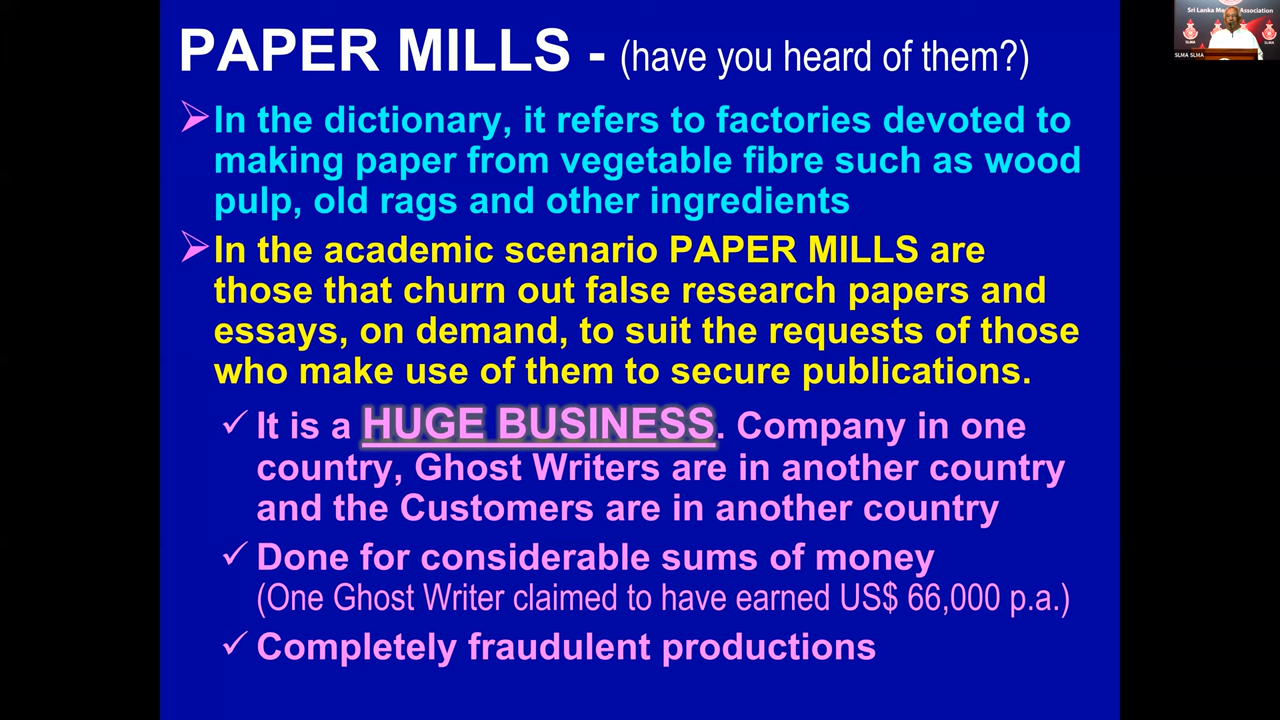 PAPER MILLS - (have you heard of them?)
In the dictionary, it refers to factories devoted to
making paper from vegetable fibre such as wood
pulp, old rags and other ingredients
In the academic scenario PAPER MILLS are
those that churn out false research papers and
essays, on demand, to suit the requests of those
who make use of them to secure publications.
It is a HUGE BUSINESS. Company in one
country, Ghost Writers are in another country
and the Customers are in another country
Done for considerable sums of money
(One Ghost Writer claimed to have earned US$ 66,000 p.a.)
Completely fraudulent productions
Sri Lanka Me Association
SLMA
SLMA
SLMA SLMA